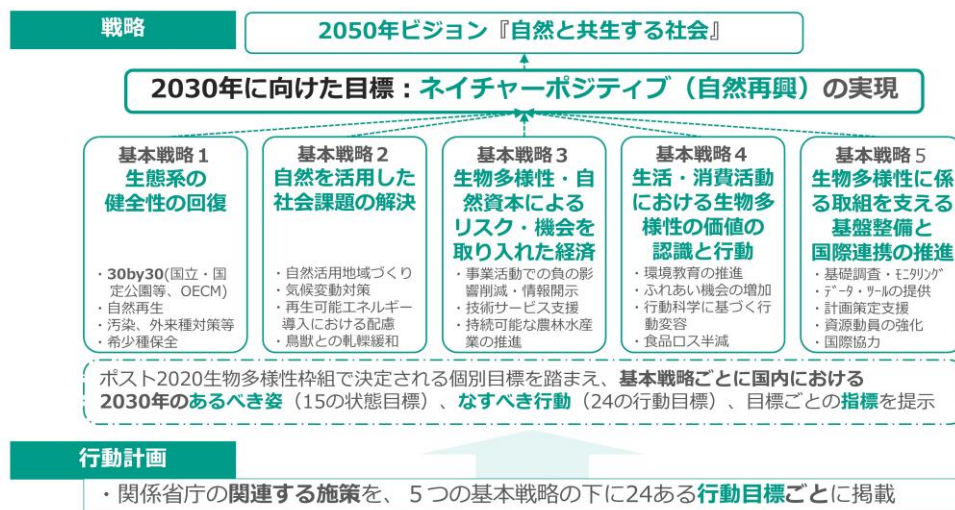 戦略
2050年ビジョン『自然と共生する社会』
2030年に向けた目標：ネイチャーポジティブ（自然再興）の実現
基本戦略１
生態系の
健全性の回復
・30by30(国立・国
定公園等、OECM)
・自然再生
・汚染、外来種対策等
・希少種保全
基本戦略２
自然を活用した
社会課題の解決
・自然活用地域づくり
・気候変動対策
・再生可能エネルギー
導入における配慮
・鳥獣との軋轢緩和
基本戦略３
生物多様性・自
然資本による
リスク・機会を
取り入れた経済
・事業活動での負の影
響削減・情報開示
・技術サービス支援
・持続可能な農林水産
業の推進
基本戦略４
生活・消費活動
における生物多
様性の価値の
認識と行動
・環境教育の推進
・ふれあい機会の増加
・行動科学に基づく行
動変容
・食品ロス半減
基本戦略５
生物多様性に係
る取組を支える
基盤整備と
国際連携の推進
・基礎調査・ﾓﾆﾀﾘﾝｸﾞ
・ﾃﾞｰﾀ・ﾂｰﾙの提供
・計画策定支援
・資源動員の強化
・国際協力
ポスト2020生物多様性枠組で決定される個別目標を踏まえ、基本戦略ごとに国内における
2030年のあるべき姿（15の状態目標）、なすべき行動（24の行動目標）、目標ごとの指標を提示
行動計画
・関係省庁の関連する施策を、５つの基本戦略の下に24ある行動目標ごとに掲載